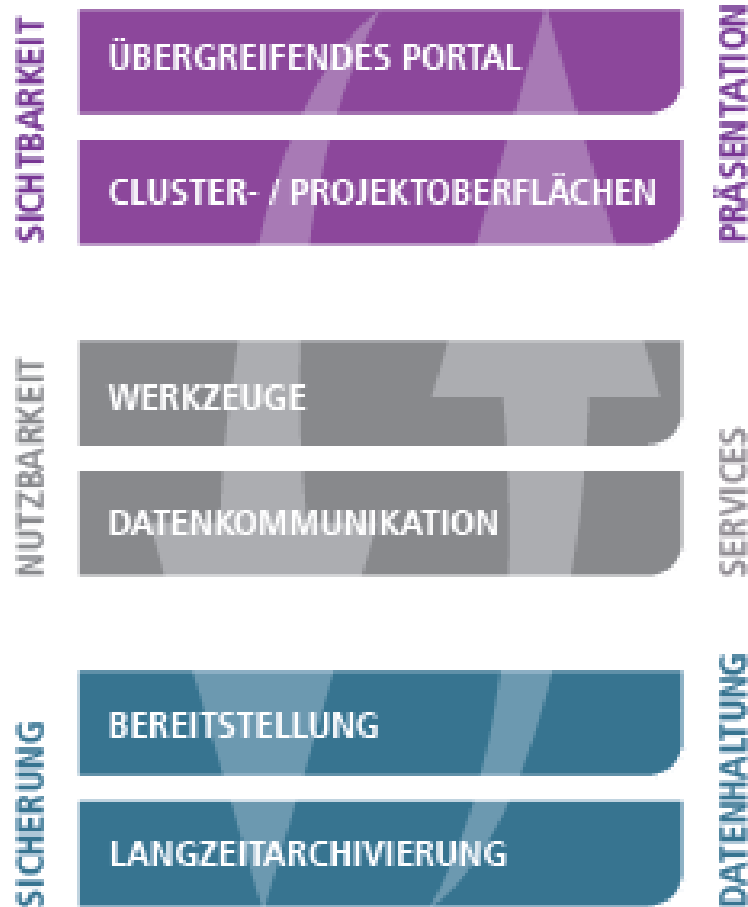 SICHTBARKEIT
ÜBERGREIFENDES PORTAL
CLUSTER- / PROJEKTOBERFLÄCHEN
PRÄSENTATION
NUTZBARKEIT
WERKZEUGE
DATENKOMMUNIKATION
SERVICES
SICHERUNG
BEREITSTELLUNG
LANGZEITARCHIVIERUNG
DATENHALTUNG